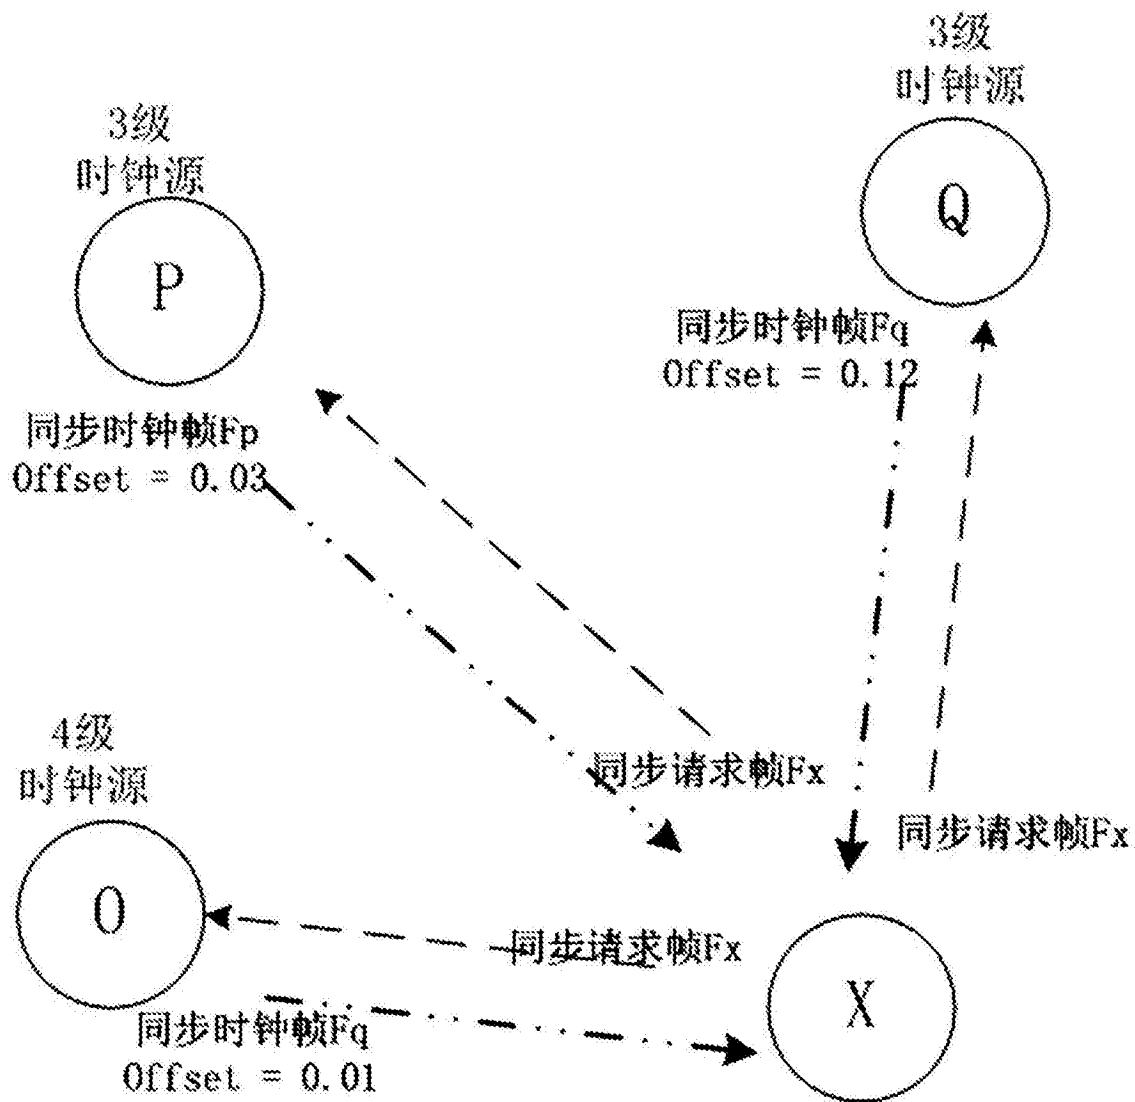 3级
时钟源
Q
同步时钟帧Fq
Offset = 0.12
3级
时钟源
P
同步时钟帧Fp
Offset = 0.03
同步请求帧Fx
同步请求帧Fx
4级
时钟源
O
同步请求帧Fx
同步时钟帧Fq
Offset = 0.01
X